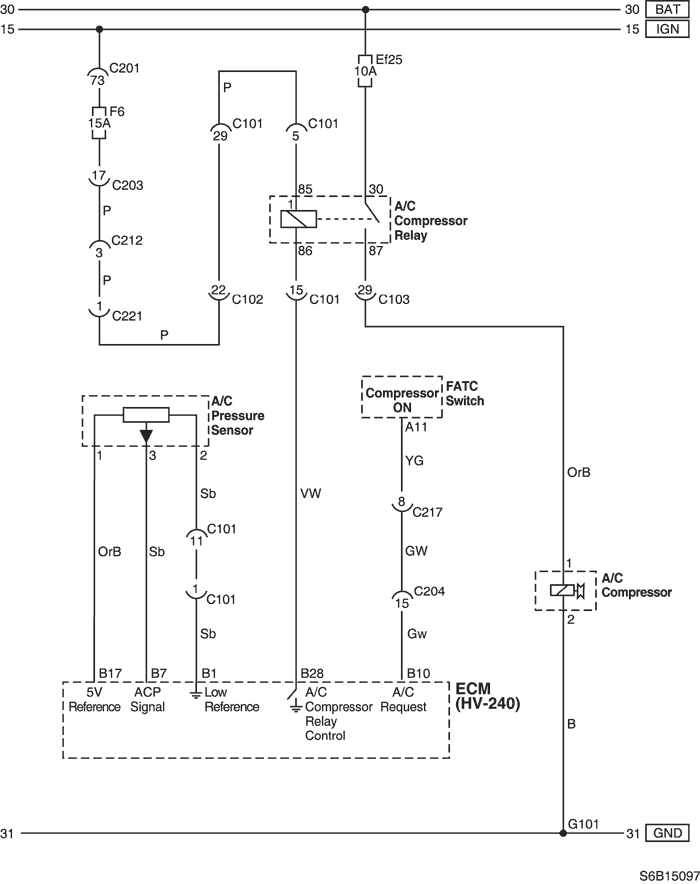 30 30 BAT
15 15 IGN
C201
73
Ef25
10A
F6
15A
P
C101 C101
29 5
17
C203
85 30
P
1
A/C
Compressor
Relay
C212
3
86 87
P
1
C221
22
C102
15
C101
29
C103
P
A/C
Pressure
Sensor
Compressor
ON
FATC
Switch
A11
1 3 2
YG
OrB
Sb
VW
8
C217
C101
11
OrB
Sb
GW
1
C101
C204
15
1
A/C
Compressor
2
Sb
Gw
B17 B7 B1 B28 B10
5V
Reference
ACP
Signal
Low
Reference
A/C
Compressor
Relay
Control
A/C
Request
ECM
(HV-240)
B
G101
31 31 GND
S6B15097